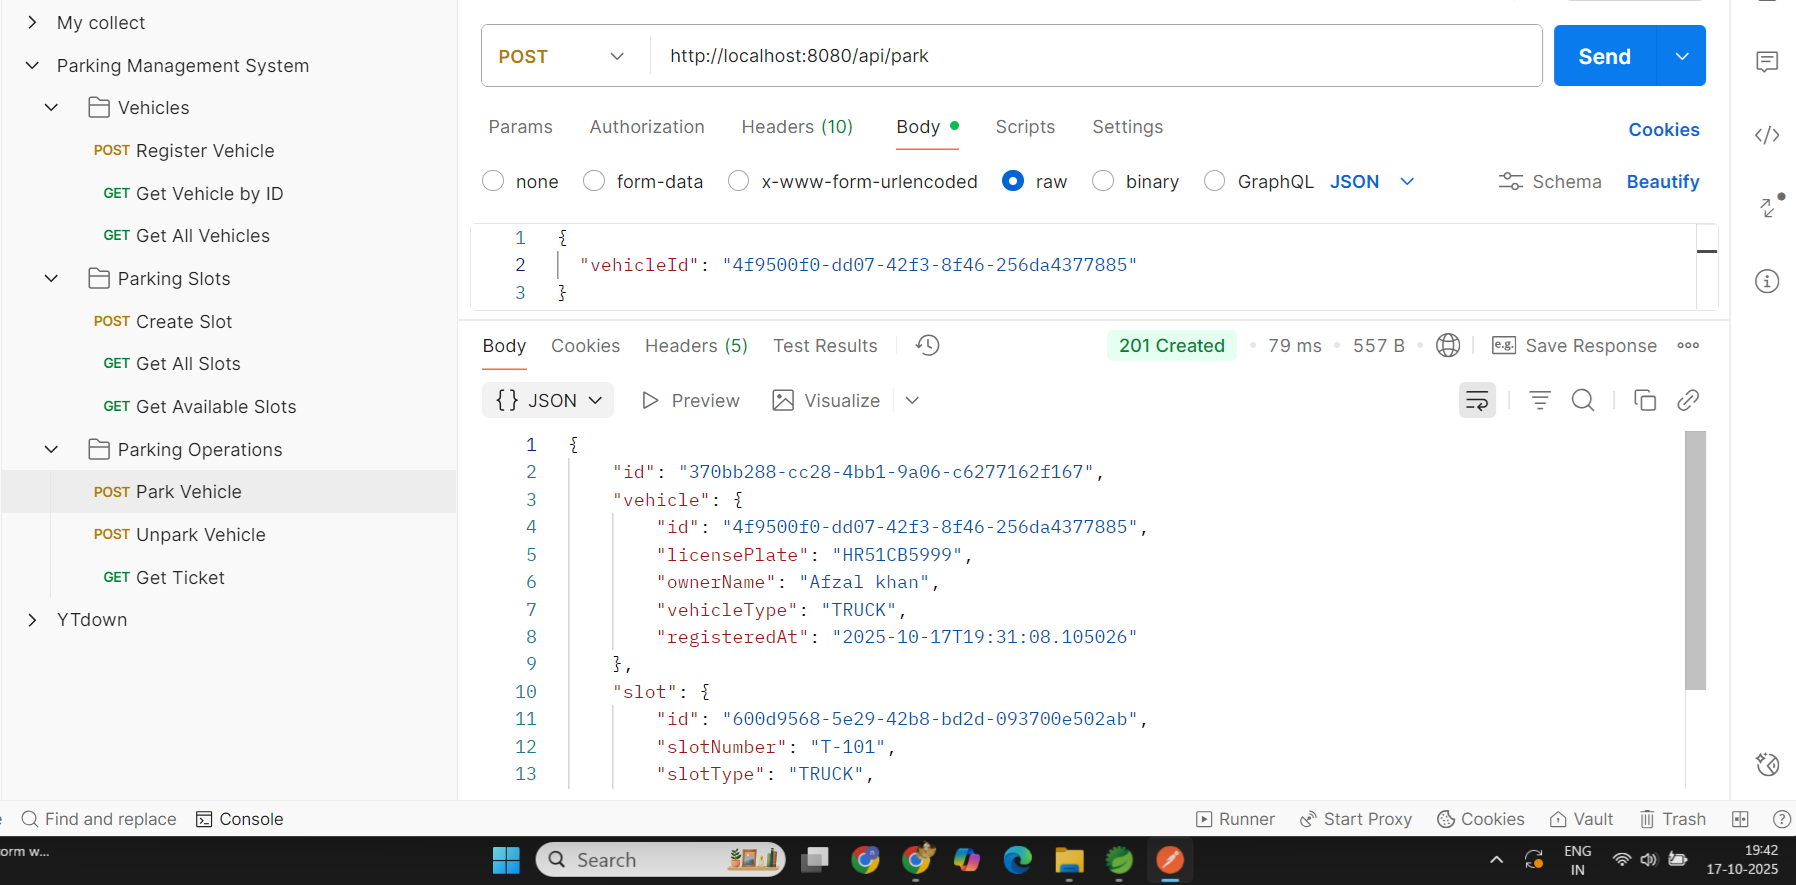 My collect
Parking Management System
Vehicles
POST Register Vehicle
GET Get Vehicle by ID
GET Get All Vehicles
Parking Slots
POST Create Slot
GET Get All Slots
GET Get Available Slots
Parking Operations
POST Park Vehicle
POST Unpark Vehicle
GET Get Ticket
YTdown
POST http://localhost:8080/api/park Send
Params Authorization Headers (10) Body Scripts Settings Cookies
none form-data x-www-form-urlencoded raw binary GraphQL JSON Schema Beautify
1 {
2 "vehicleId": "4f9500f0-dd07-42f3-8f46-256da4377885"
3 }
Body Cookies Headers (5) Test Results 201 Created • 79 ms • 557 B • e.g. Save Response
{} JSON Preview Visualize
1 {
2 "id": "370bb288-cc28-4bb1-9a06-c6277162f167",
3 "vehicle": {
4 "id": "4f9500f0-dd07-42f3-8f46-256da4377885",
5 "licensePlate": "HR51CB5999",
6 "ownerName": "Afzal khan",
7 "vehicleType": "TRUCK",
8 "registeredAt": "2025-10-17T19:31:08.105026"
9 },
10 "slot": {
11 "id": "600d9568-5e29-42b8-bd2d-093700e502ab",
12 "slotNumber": "T-101",
13 "slotType": "TRUCK",
Find and replace Console Runner Start Proxy Cookies Vault Trash
orm w...
Search
ENG
IN
19:42
17-10-2025